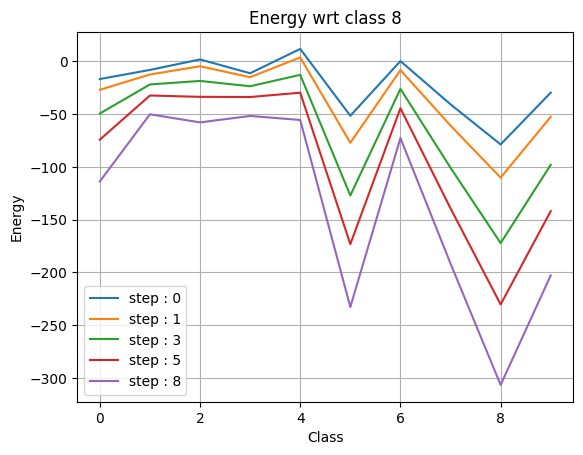 Energy wrt class 8
0
−50
−100
−150
−200
−250
−300
Energy
step : 0
step : 1
step : 3
step : 5
step : 8
0 2 4 6 8
Class